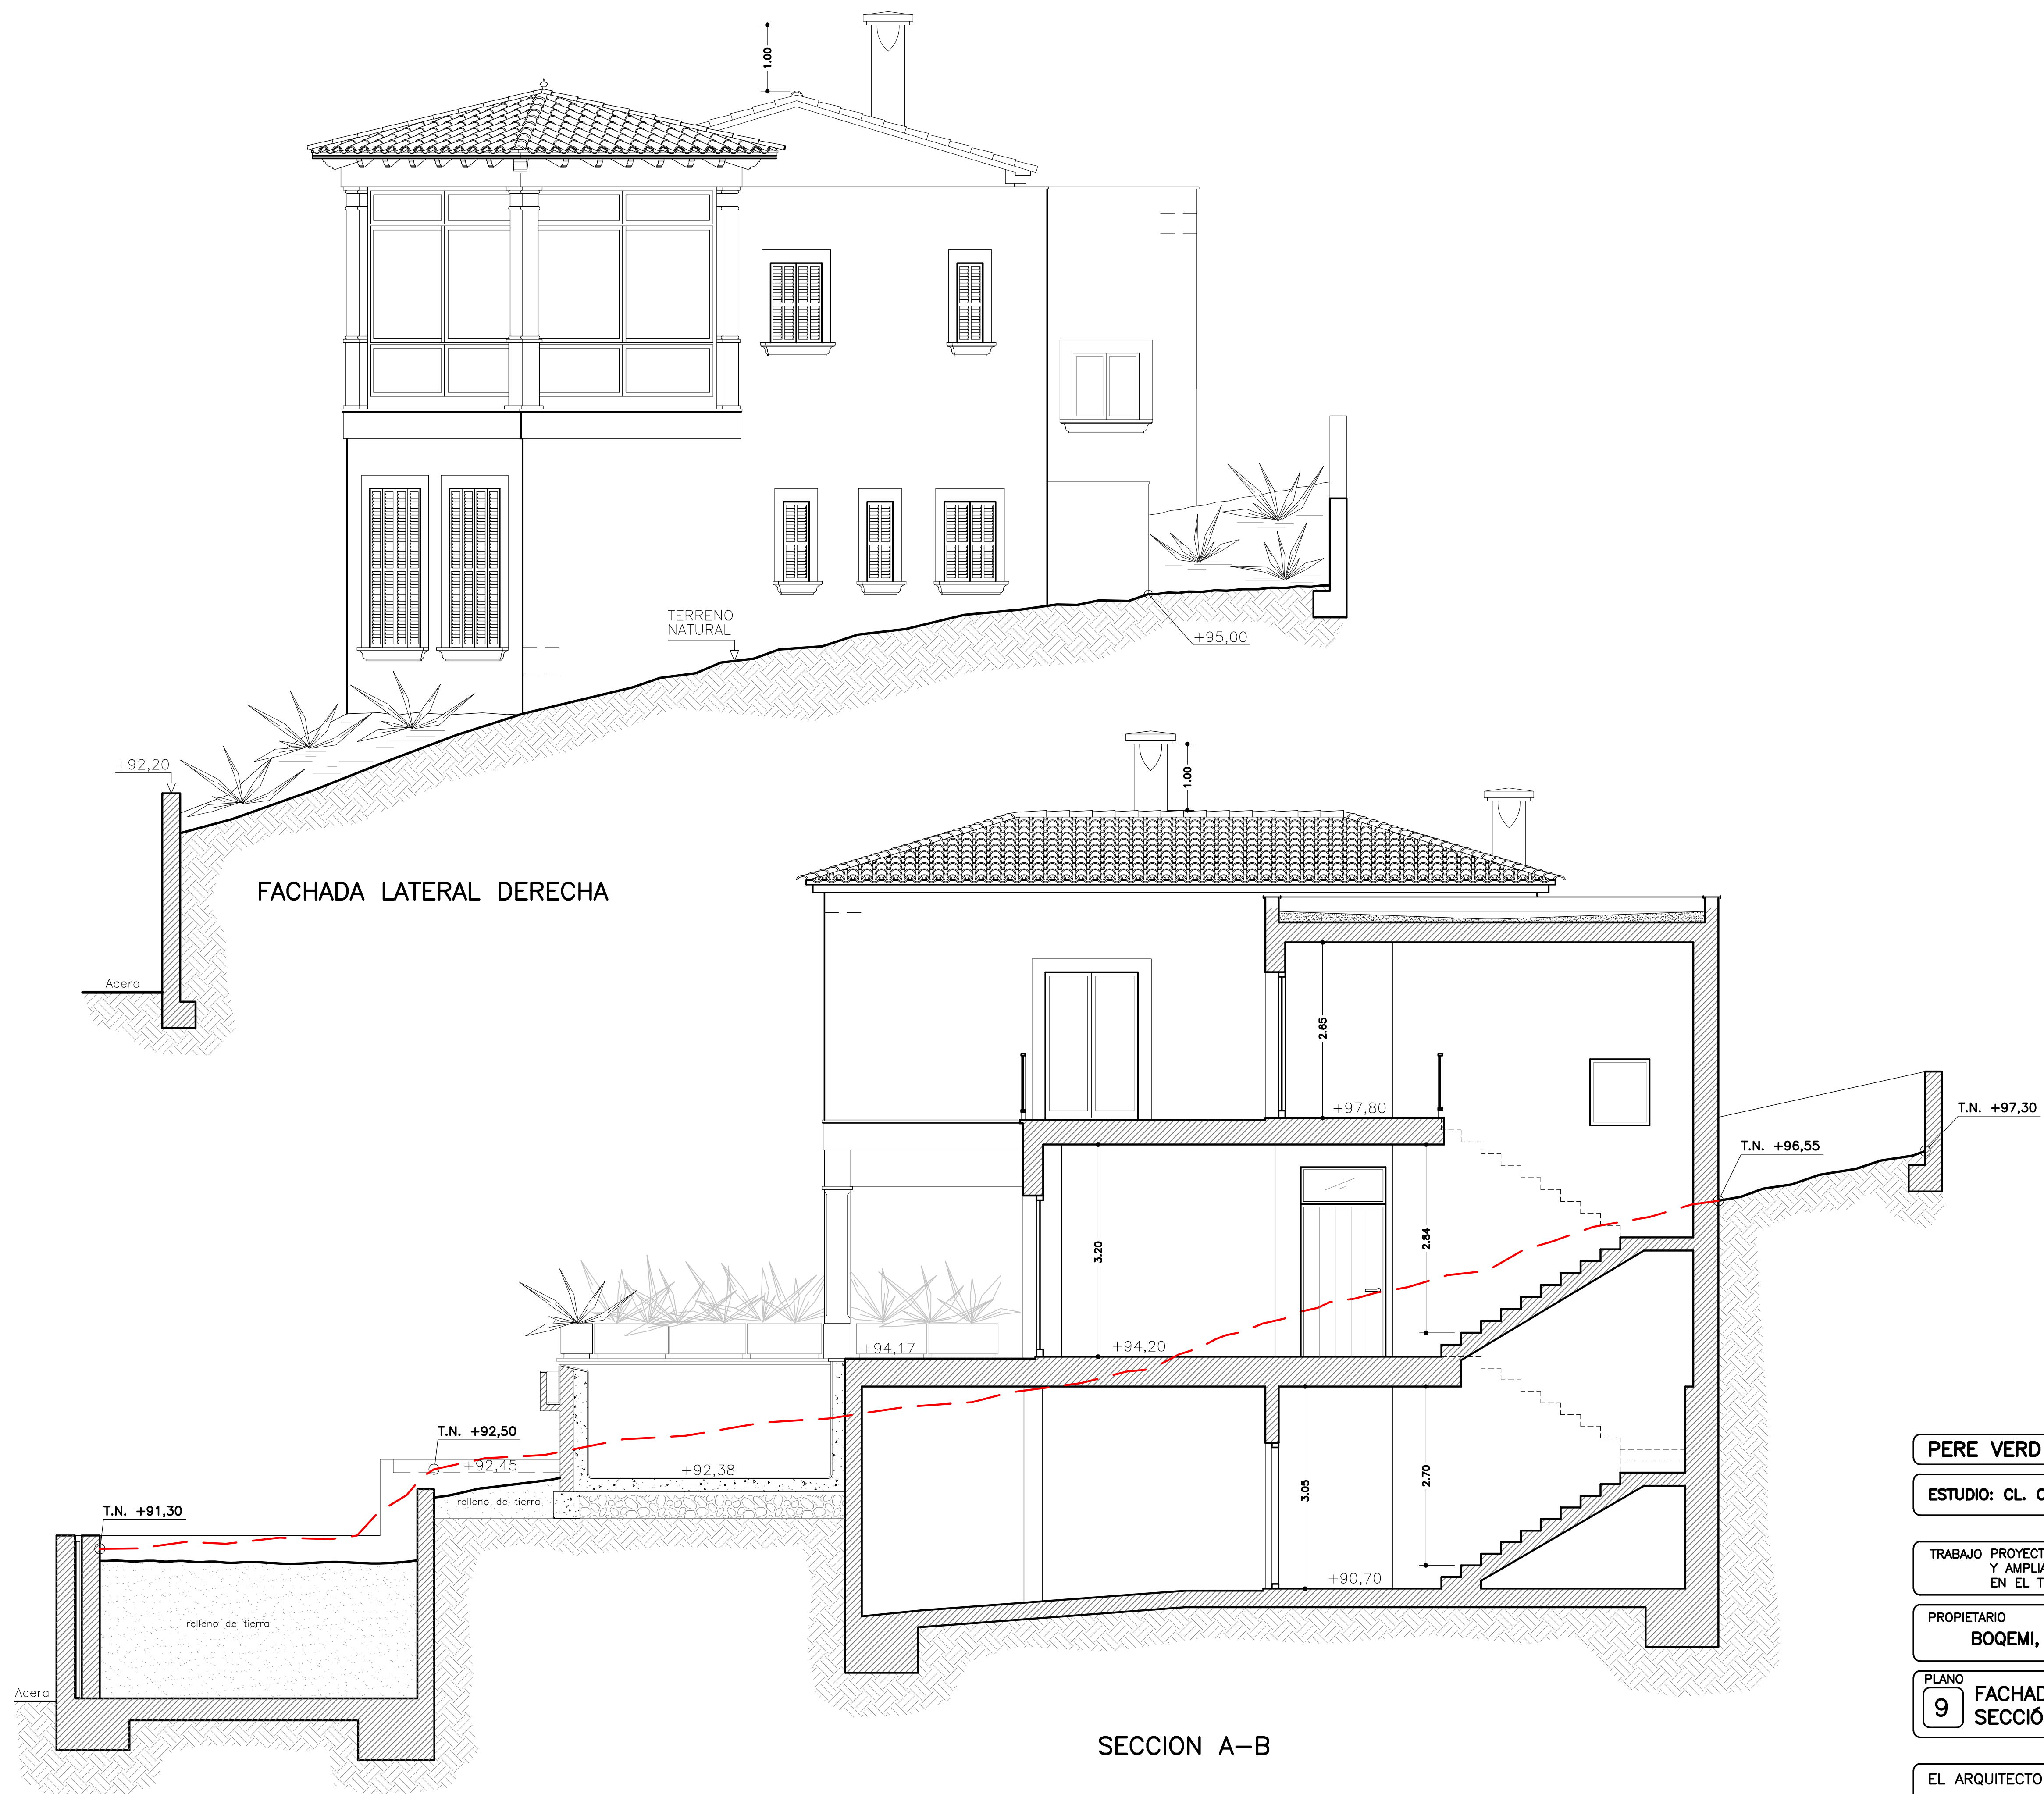 1.00
TERRENO
NATURAL
+95,00
+92,20
1.00
FACHADA LATERAL DERECHA
Acera
2.65
+97,80
T.N. +97,30
T.N. +96,55
3.20
2.84
+94,17
+94,20
T.N. +92,50
+92,45
+92,38
relleno de tierra
T.N. +91,30
3.05
2.70
+90,70
relleno de tierra
Acera
SECCION A-B
PERE VERD
ESTUDIO: CL.
TRABAJO PROYECT
Y AMPLIA
EN EL T
PROPIETARIO
BOQEMI,
PLANO
9
FACHAD
SECCIÓ
EL ARQUITECTO